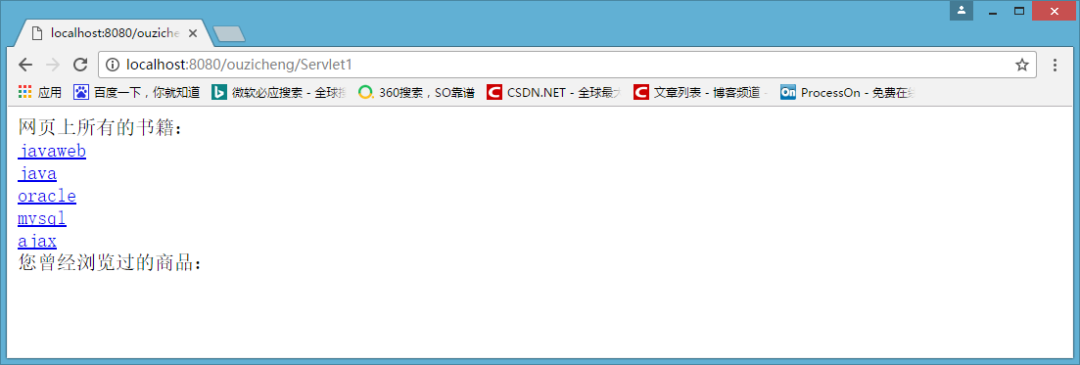 localhost:8080/ouziche
localhost:8080/ouzicheng/Servlet1
应用 百度一下，你就知道 微软必应搜索 - 全球 360搜索，SO靠谱 CSDN.NET - 全球最 文章列表 - 博客频道 - ProcessOn - 免费在
网页上所有的书籍：
javaweb
java
oracle
mysql
ajax
您曾经浏览过的商品：